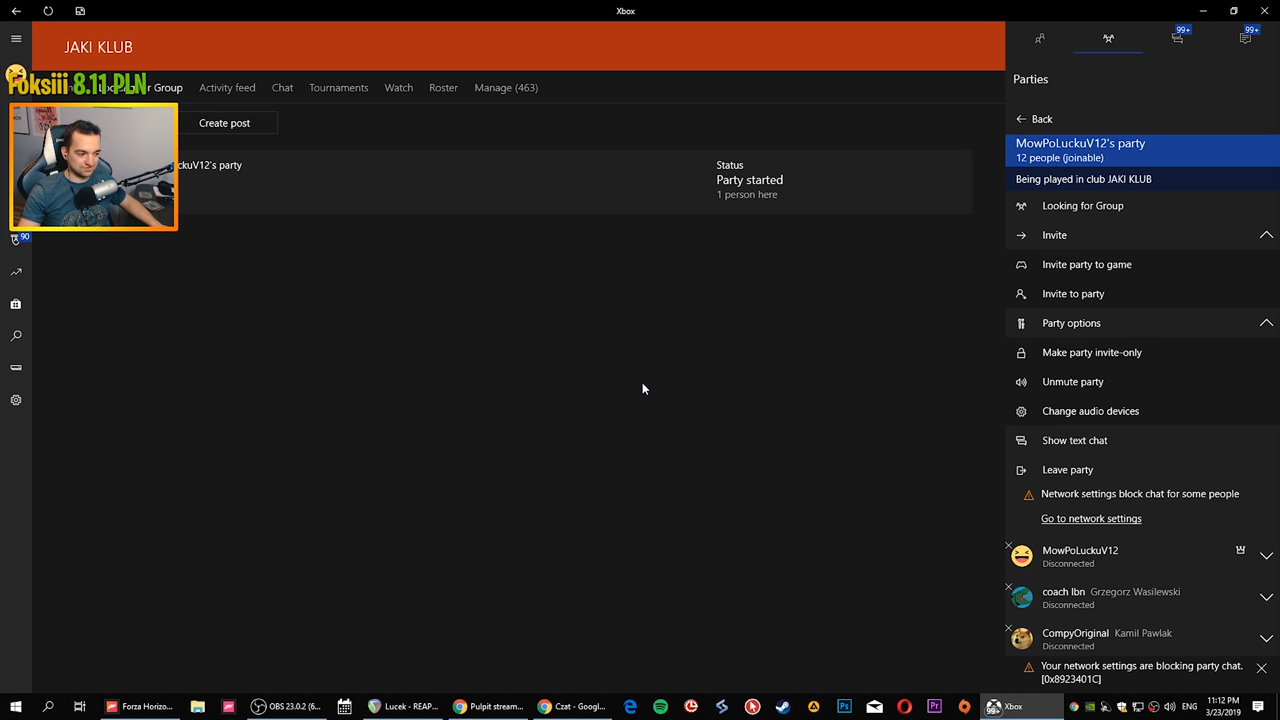 Xbox
JAKI KLUB
99+
99+
Foksiii 8.11 PLN
r Group
Activity feed
Chat
Tournaments
Watch
Roster
Manage (463)
Create post
ckuV12's party
Status
Party started
1 person here
90
Parties
Back
MowPoLuckuV12's party
12 people (joinable)
Being played in club JAKI KLUB
Looking for Group
Invite
Invite party to game
Invite to party
Party options
Make party invite-only
Unmute party
Change audio devices
Show text chat
Leave party
Network settings block chat for some people
Go to network settings
MowPoLuckuV12
Disconnected
coach lbn Grzegorz Wasilewski
Disconnected
CompyOriginal Kamil Pawlak
Disconnected
Your network settings are blocking party chat.
[0x8923401C]
Forza Horizo...
OBS 23.0.2 (6...
Lucek - REAP...
Pulpit stream...
Czat - Googl...
Ps
Pr
99+
Xbox
ENG
11:12 PM
3/23/2019